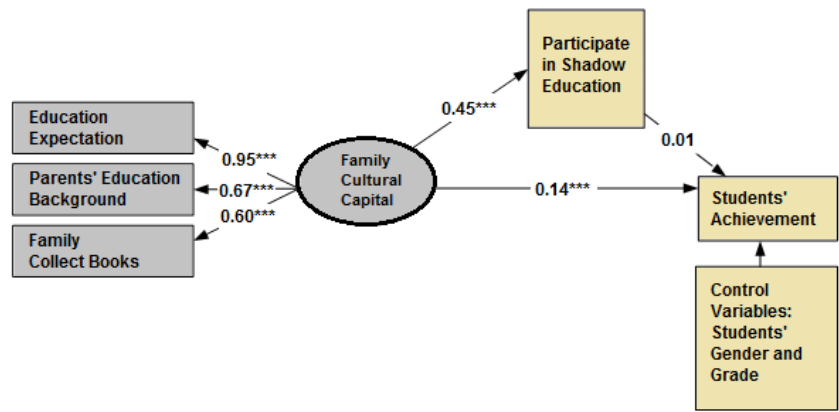 Participate
in Shadow
Education
0.45***
0.01
Education
Expectation
0.95***
Parents' Education
Background
0.67***
Family
Collect Books
0.60***
Family
Cultural
Capital
0.14***
Students'
Achievement
Control
Variables:
Students'
Gender and
Grade